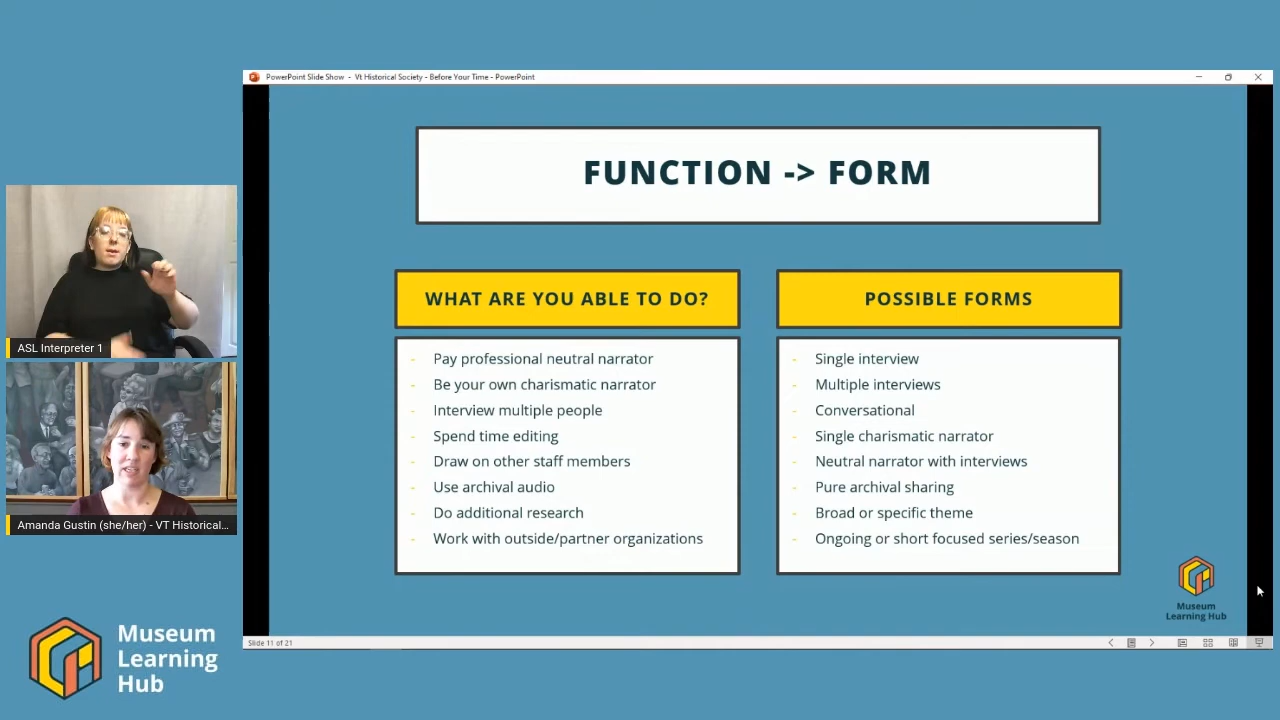 PowerPoint Slide Show - Vt Historical Society - Before Your Time - PowerPoint
FUNCTION -> FORM
WHAT ARE YOU ABLE TO DO?
- Pay professional neutral narrator
- Be your own charismatic narrator
- Interview multiple people
- Spend time editing
- Draw on other staff members
- Use archival audio
- Do additional research
- Work with outside/partner organizations
POSSIBLE FORMS
- Single interview
- Multiple interviews
- Conversational
- Single charismatic narrator
- Neutral narrator with interviews
- Pure archival sharing
- Broad or specific theme
- Ongoing or short focused series/season
Museum
Learning Hub
Slide 11 of 21
ASL Interpreter 1
Amanda Gustin (she/her) - VT Historical...
Museum
Learning
Hub